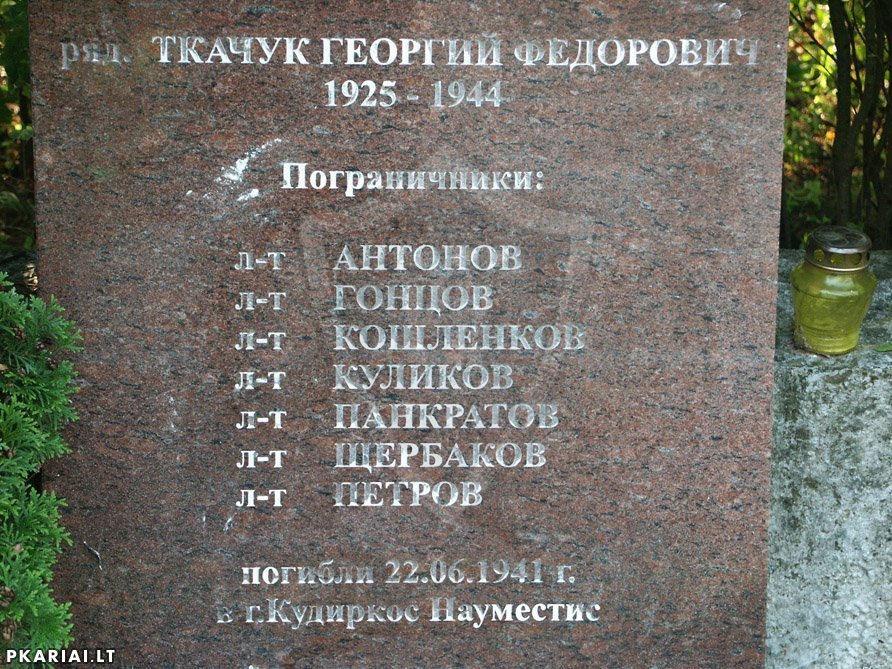 ряд. ТКАЧУК ГЕОРГИЙ ФЕДОРОВИЧ
1925 - 1944
Пограничники:
л-т АНТОНОВ
л-т ГОНЦОВ
л-т КОШЛЕНКОВ
л-т КУЛИКОВ
л-т ПАНКРАТОВ
л-т ЩЕРБАКОВ
л-т ПЕТРОВ
погибли 22.06.1941 г.
в г.Кудиркос Науместис
PKARIAI.LT